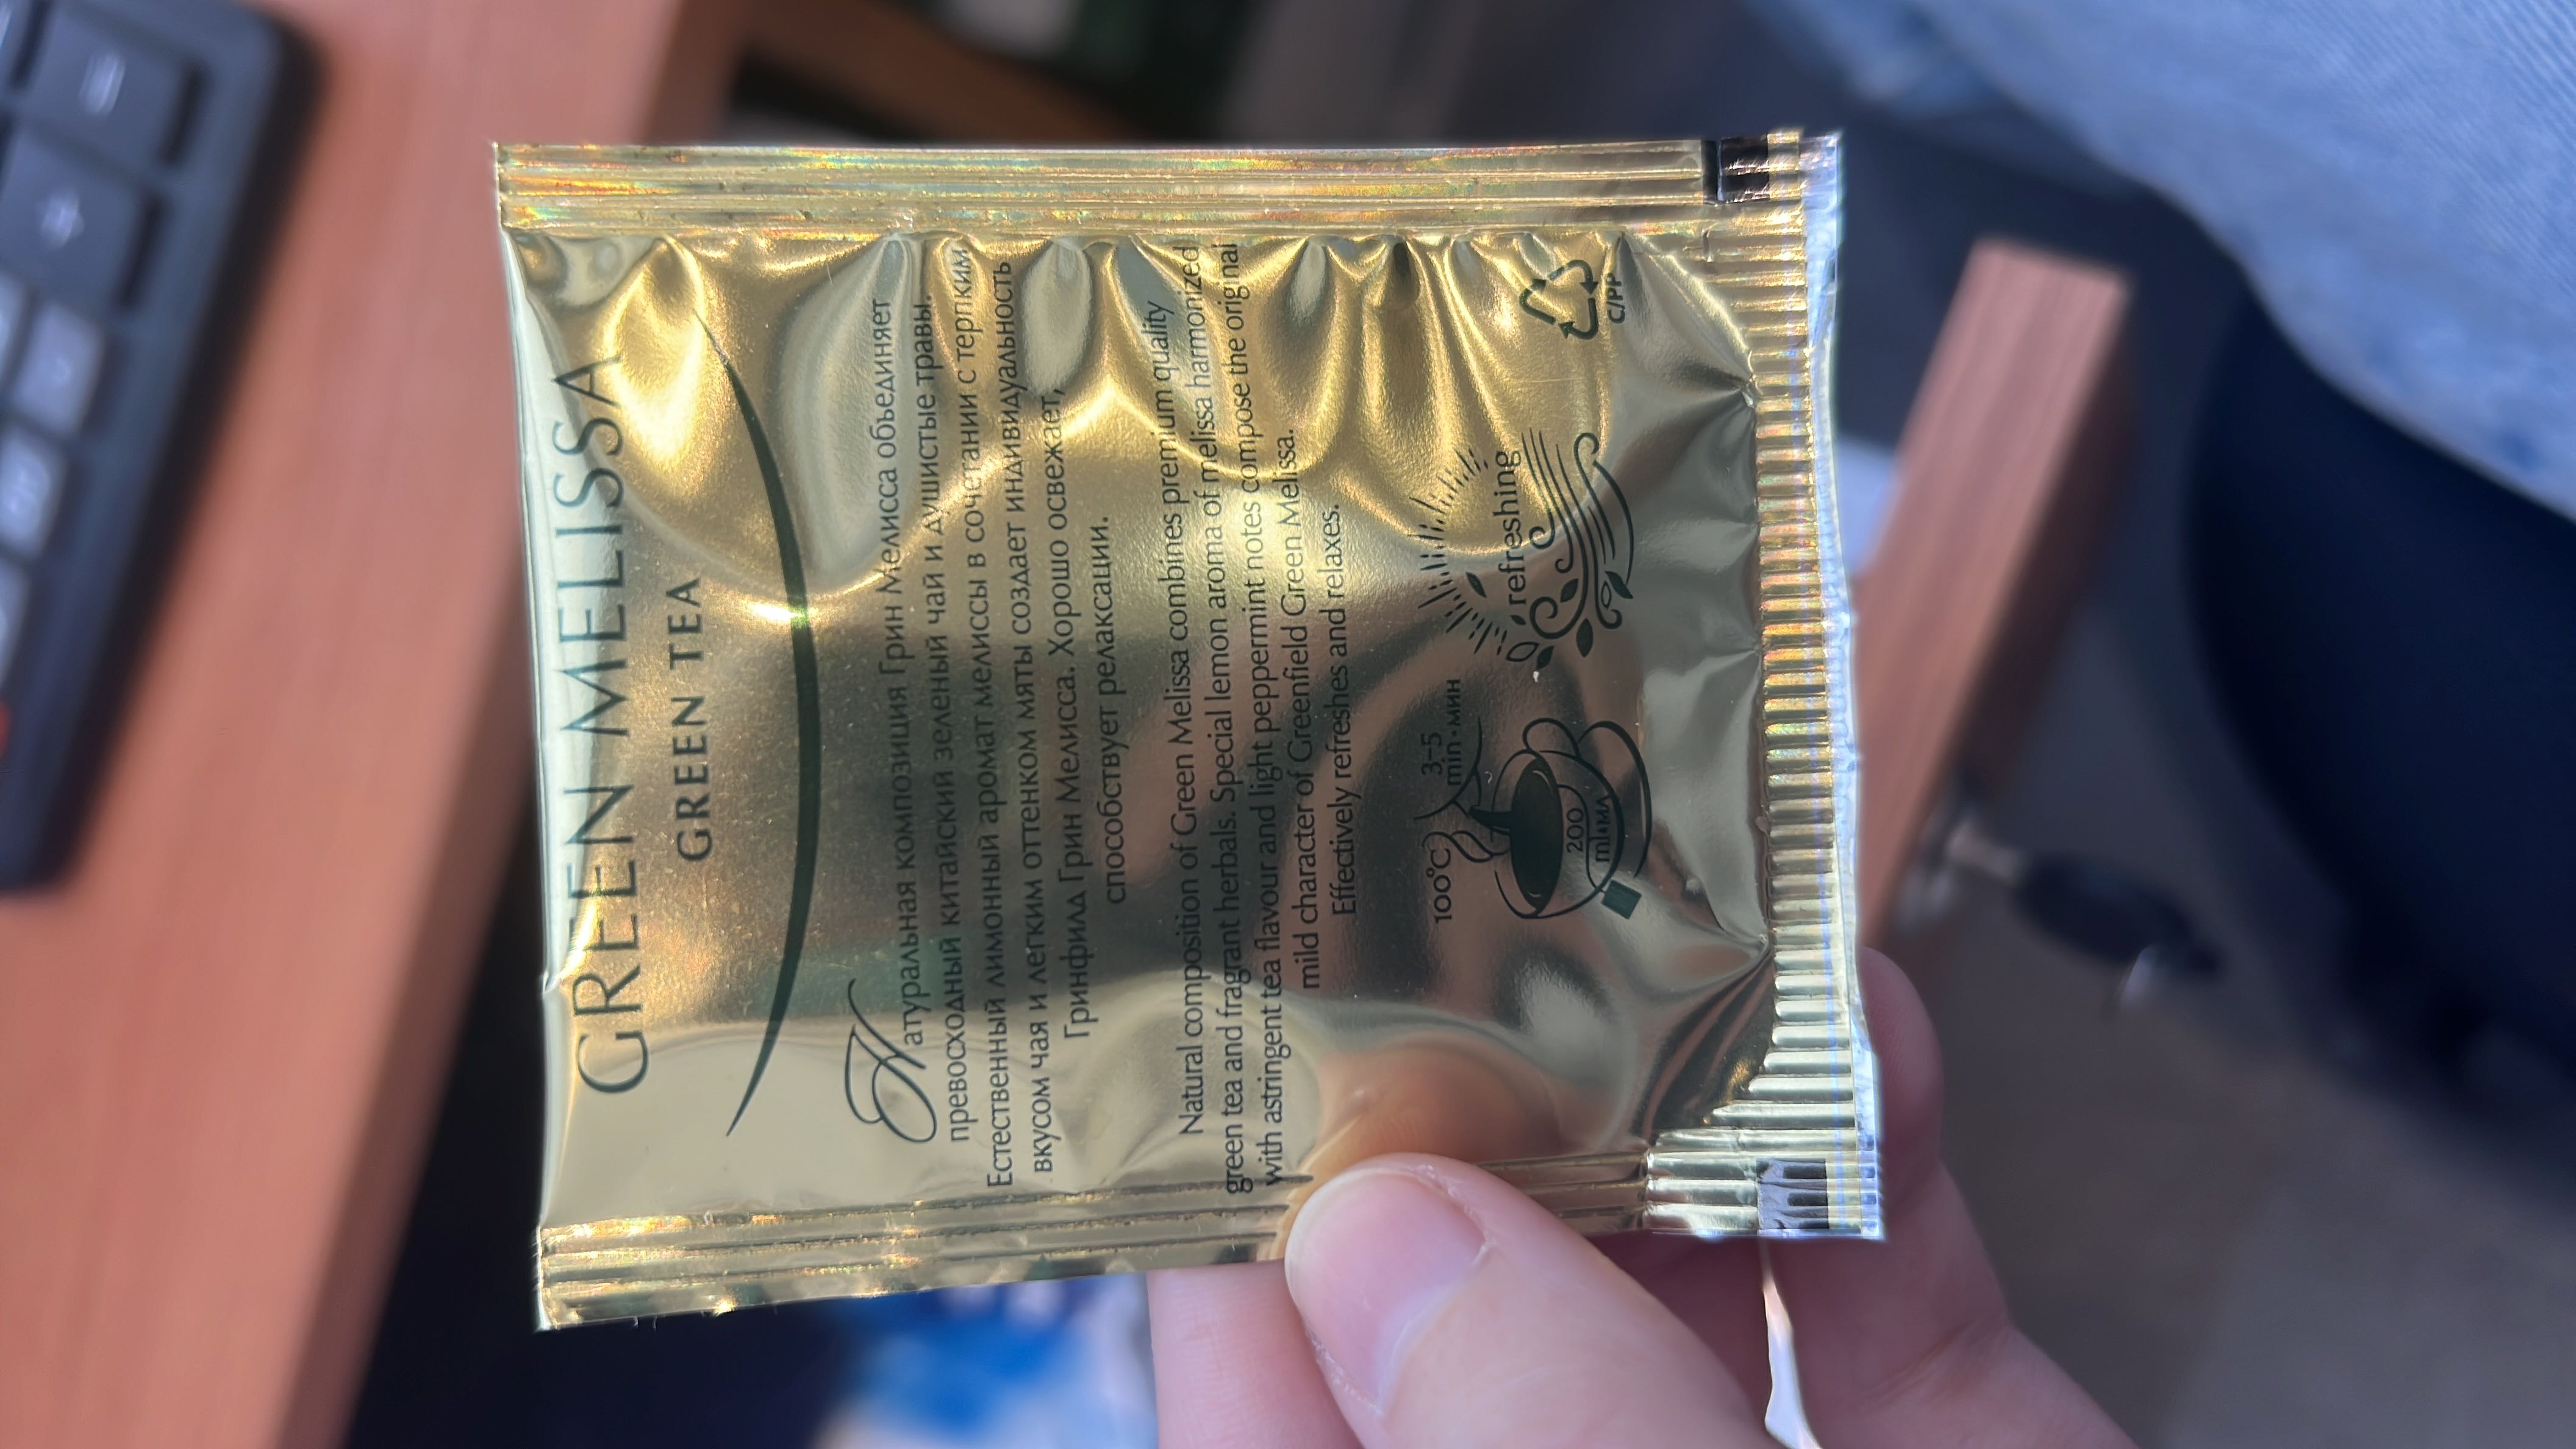 GREEN MELISSA
GREEN TEA
Натуральная композиция Грин Мелисса объединяет
превосходный китайский зеленый чай и душистые травы.
Естественный лимонный аромат мелиссы в сочетании с терпким
вкусом чая и легким оттенком мяты создает индивидуальность
Гринфилд Грин Мелисса. Хорошо освежает,
способствует релаксации.
Natural composition of Green Melissa combines premium quality
green tea and fragrant herbals. Special lemon aroma of melissa harmonized
with astringent tea flavour and light peppermint notes compose the original
mild character of Greenfield Green Melissa.
Effectively refreshes and relaxes.
100°C
3-5
min•мин
200
ml•мл
refreshing
C/PP